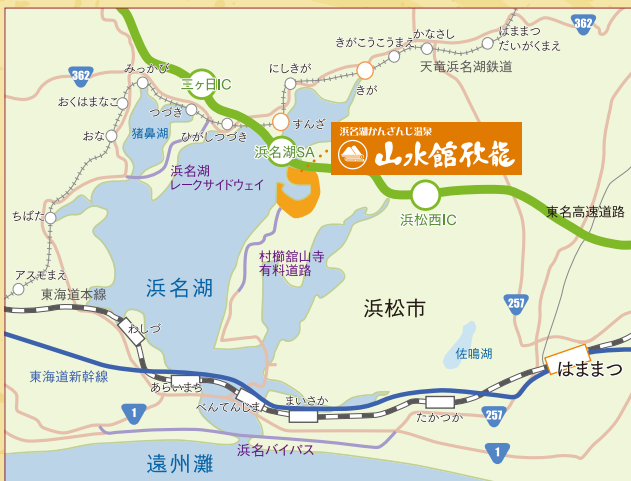 362
かなさし
ははまつ
だいがくまえ
362
きがこうこうまえ
天竜浜名湖鉄道
みっかび
にしきが
きが
三ヶ日IC
おくはまなこ
つづき
すんざ
おな
猪鼻湖
ひがしつづき
浜名湖SA
浜名湖かんざんじ温泉
山水館欣龍
浜名湖
レークサイドウェイ
浜松西IC
東名高速道路
ちばた
村櫛舘山寺
有料道路
アスモまえ
東海道本線
浜名湖
浜松市
257
わしづ
佐鳴湖
はままつ
東海道新幹線
あらいまち
べんてんじま
まいさか
たかつか
1
257
浜名バイパス
1
遠州灘